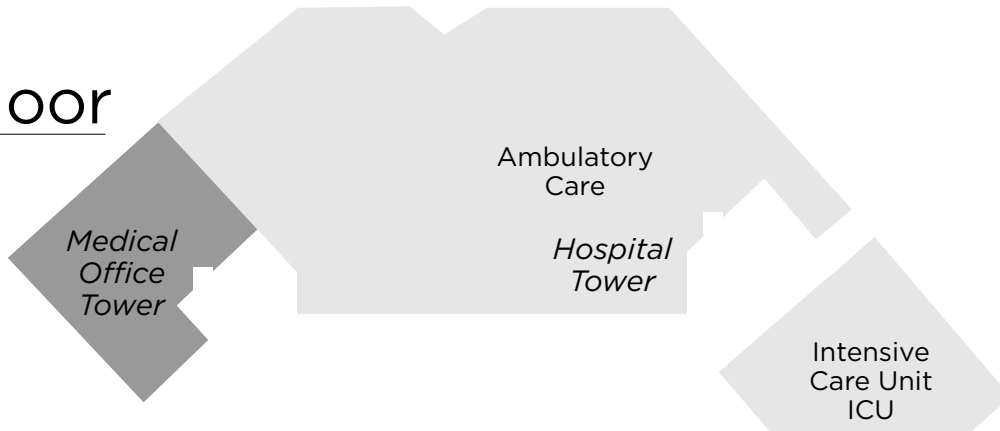 oor
Ambulatory
Care
Medical
Office
Tower
Hospital
Tower
Intensive
Care Unit
ICU